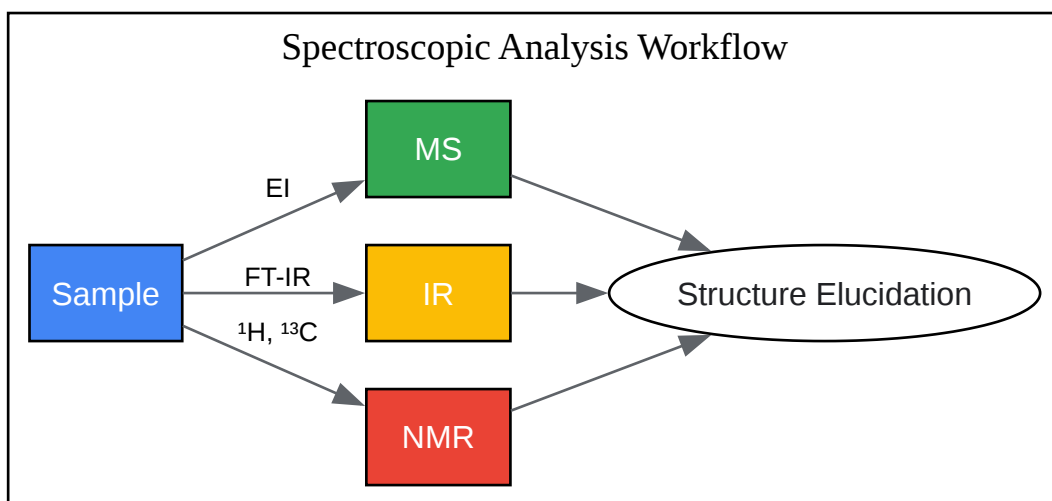 Spectroscopic Analysis Workflow
MS
EI
Sample
FT-IR
IR
Structure Elucidation
¹H, ¹³C
NMR